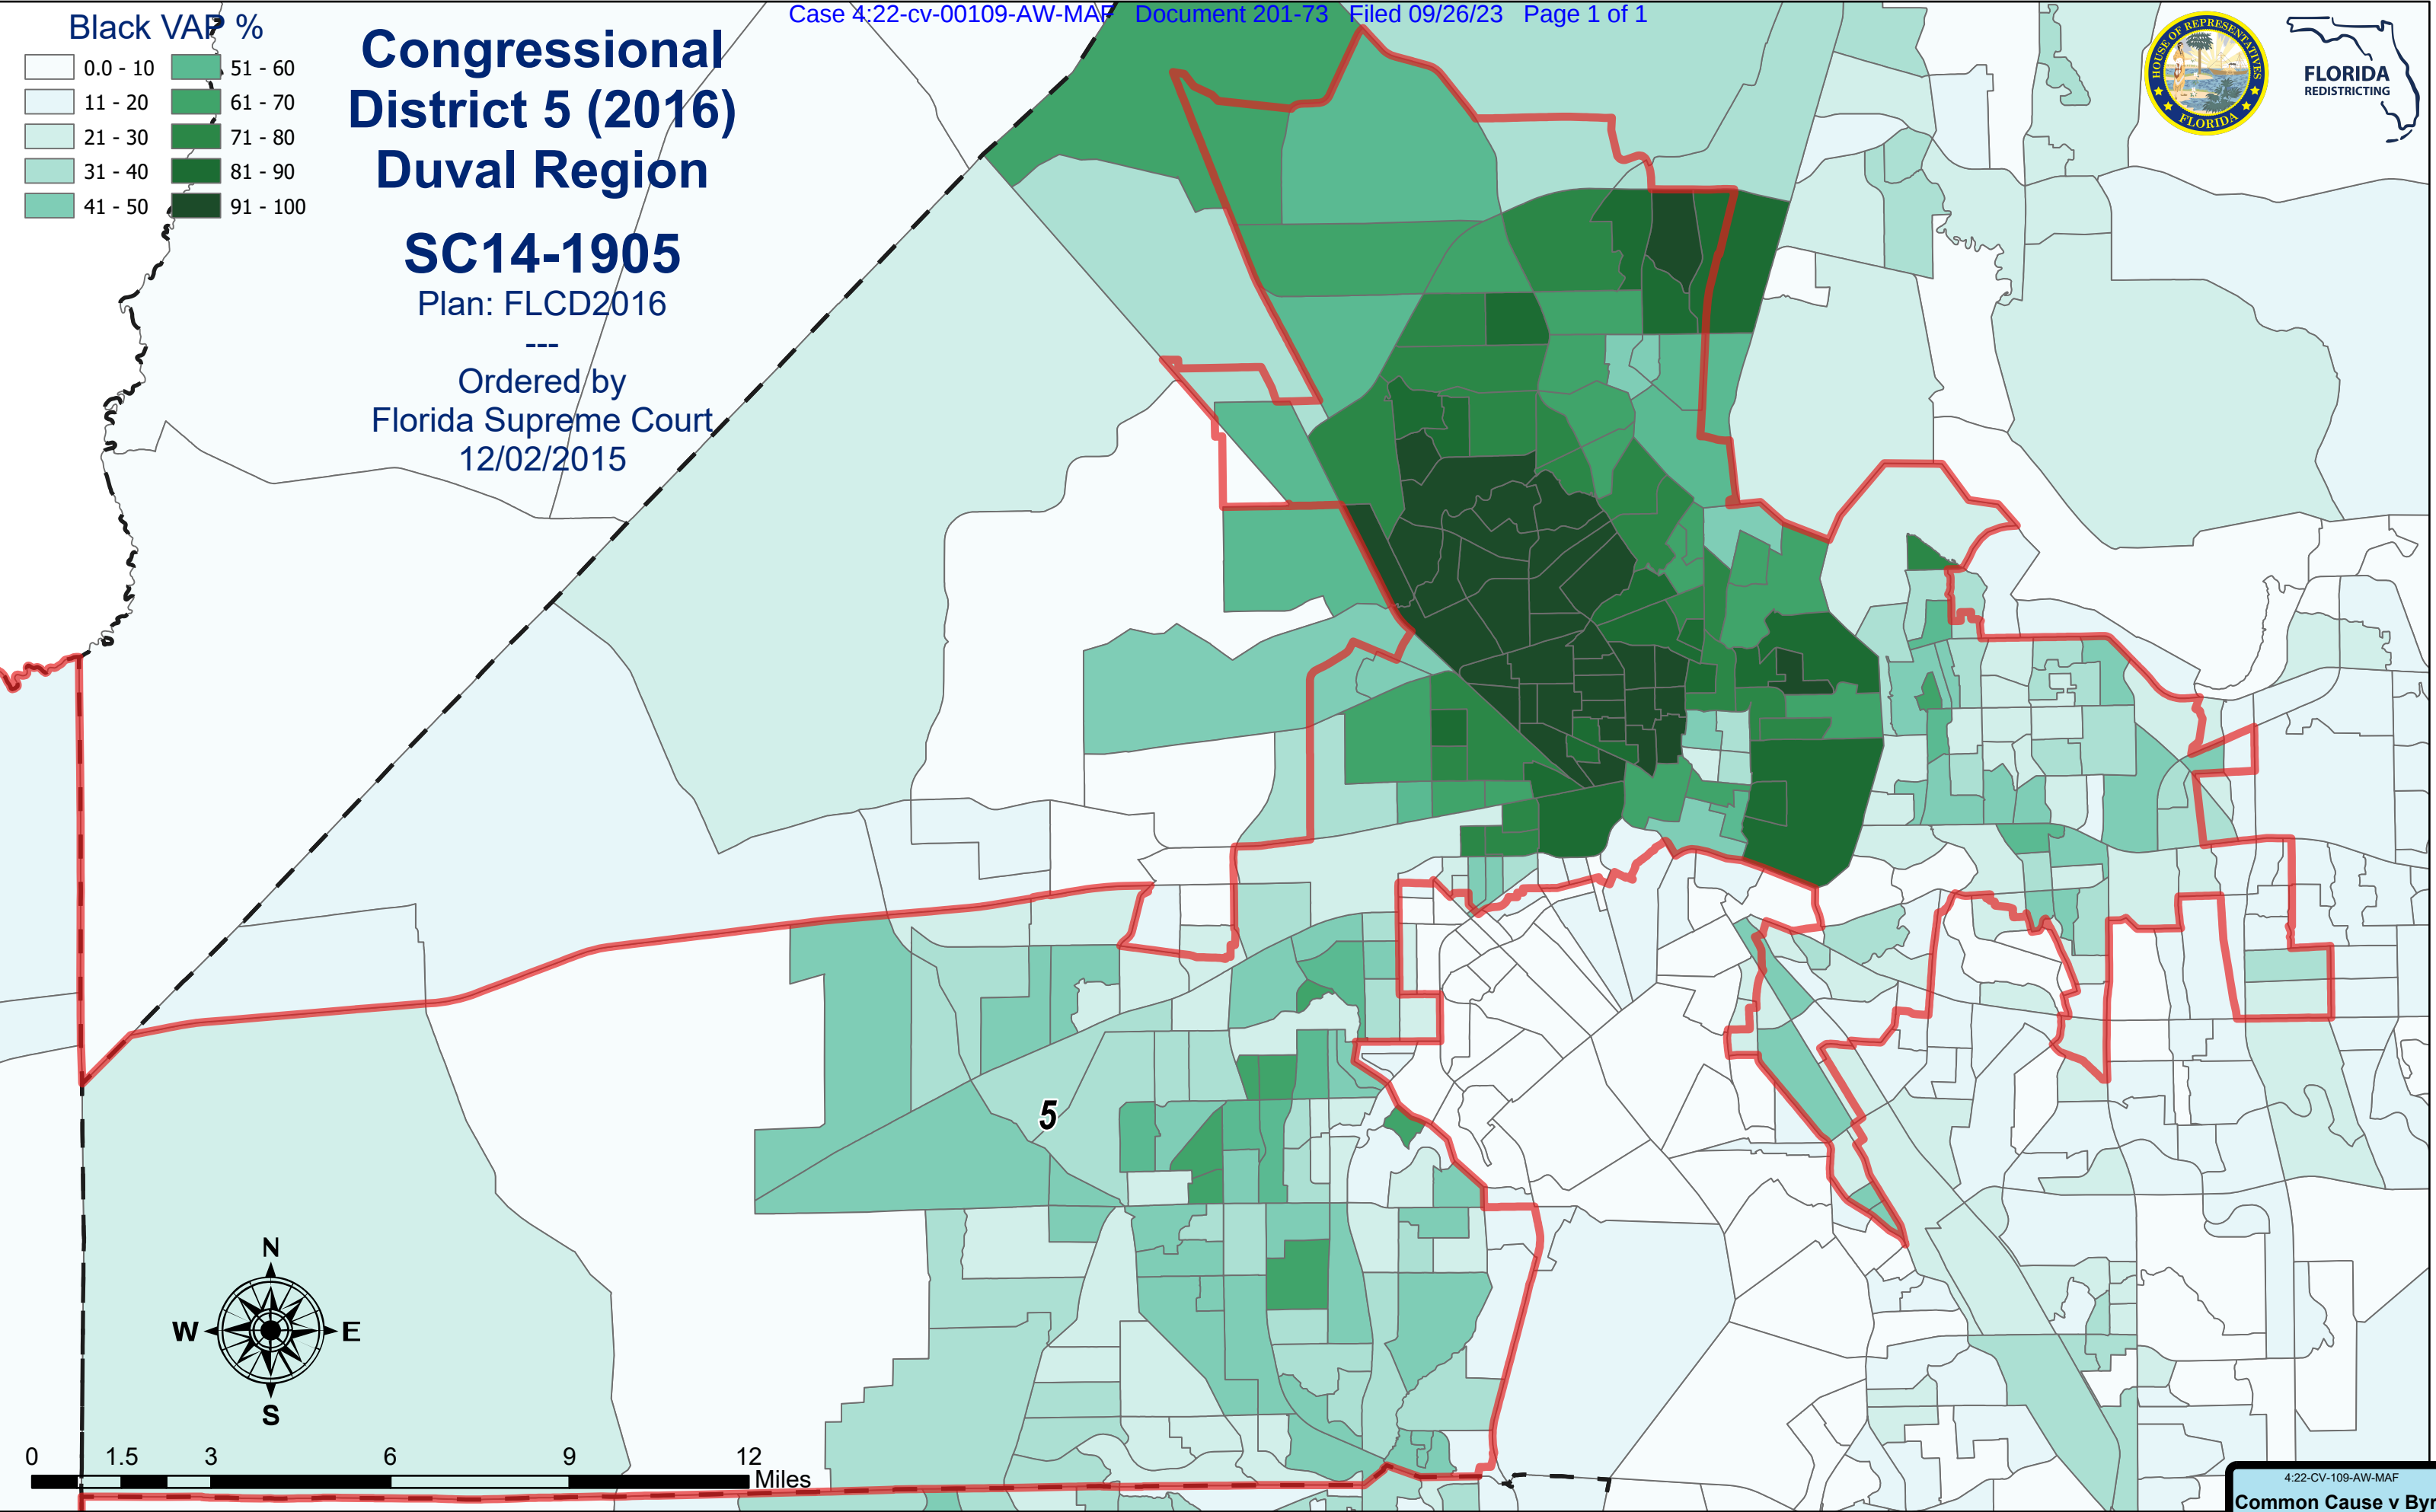 Case 4:22-cv-00109-AW-MAF Document 201-73 Filed 09/26/23 Page 1 of 1
Black VAP %
0.0 - 10
11 - 20
21 - 30
31 - 40
41 - 50
51 - 60
61 - 70
71 - 80
81 - 90
91 - 100
Congressional
District 5 (2016)
Duval Region
SC14-1905
Plan: FLCD2016
---
Ordered by
Florida Supreme Court
12/02/2015
HOUSE OF REPRESENTATIVES
FLORIDA
FLORIDA
REDISTRICTING
5
N
W E
S
0 1.5 3 6 9 12
Miles
4:22-CV-109-AW-MAF
Common Cause v Byr